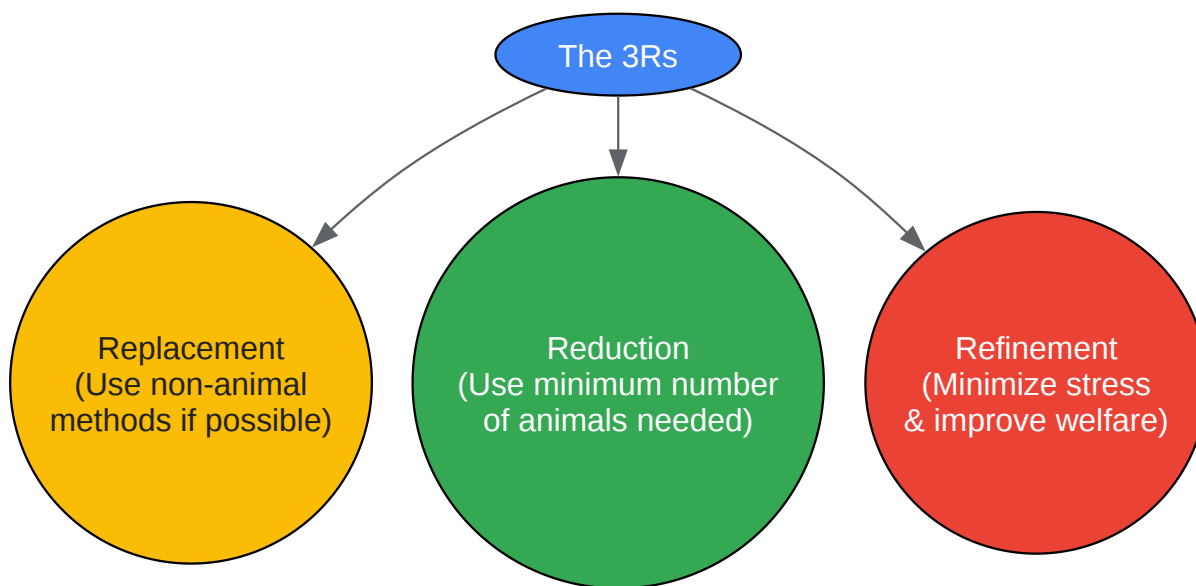 The 3Rs
Replacement
(Use non-animal
methods if possible)
Reduction
(Use minimum number
of animals needed)
Refinement
(Minimize stress
& improve welfare)